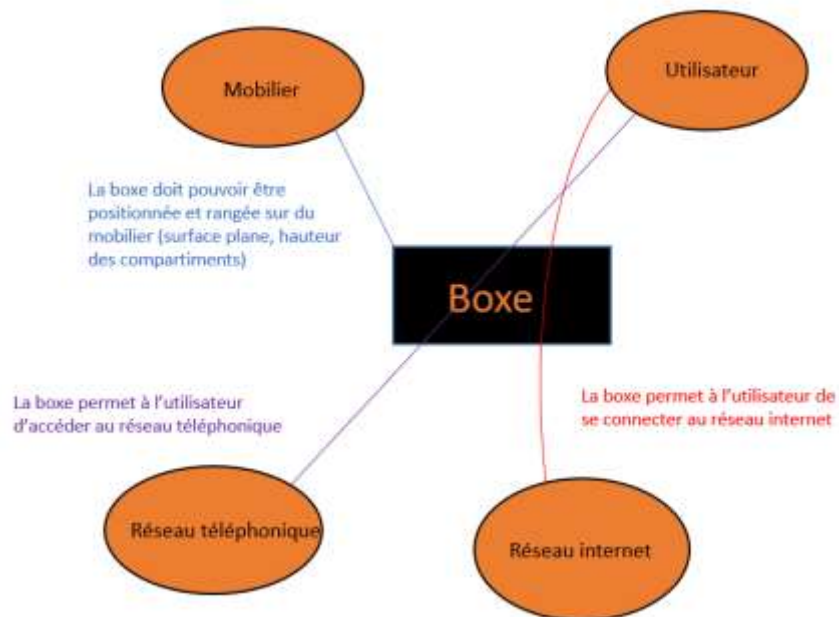 Mobilier
Utilisateur
La boxe doit pouvoir être
positionnée et rangée sur du
mobilier (surface plane, hauteur
des compartiments)
Boxe
La boxe permet à l'utilisateur
d'accéder au réseau téléphonique
La boxe permet à l'utilisateur de
se connecter au réseau internet
Réseau téléphonique
Réseau internet